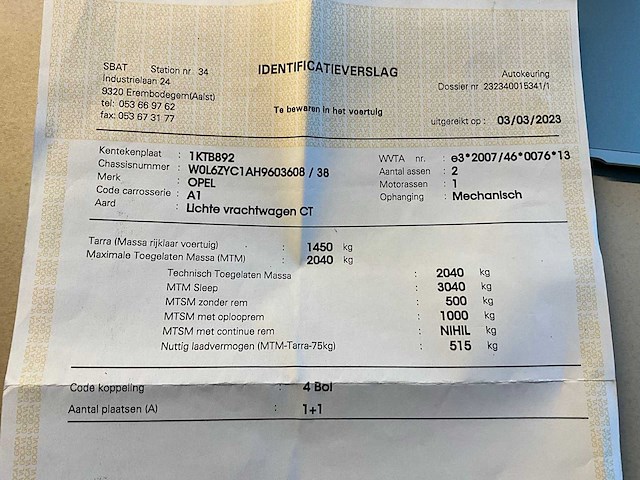 SBAT Station nr 34
Industrielaan 24
9320 Erembodegem(Aalst)
tel: 053 66 97 62
fax: 053 67 31 77
IDENTIFICATIEVERSLAG
Te bewaren in het voertuig
Autokeuring
Dossier nr 232340015341/1
uitgereikt op : 03/03/2023
Kentekenplaat : 1KTB892
Chassisnummer : W0L6ZYC1AH9603608 / 38
Merk : OPEL
Code carrosserie : A1
Aard : Lichte vrachtwagen CT
WVTA nr. : e3*2007/46*0076*13
Aantal assen : 2
Motorassen : 1
Ophanging : Mechanisch
Tarra (Massa rijklaar voertuig) : 1450 kg
Maximale Toegelaten Massa (MTM) : 2040 kg
Technisch Toegelaten Massa : 2040 kg
MTM Sleep : 3040 kg
MTSM zonder rem : 500 kg
MTSM met oplooprem : 1000 kg
MTSM met continue rem : NIHIL kg
Nuttig laadvermogen (MTM-Tarra-75kg) : 515 kg
Code koppeling : 4 Bol
Aantal plaatsen (A) : 1+1